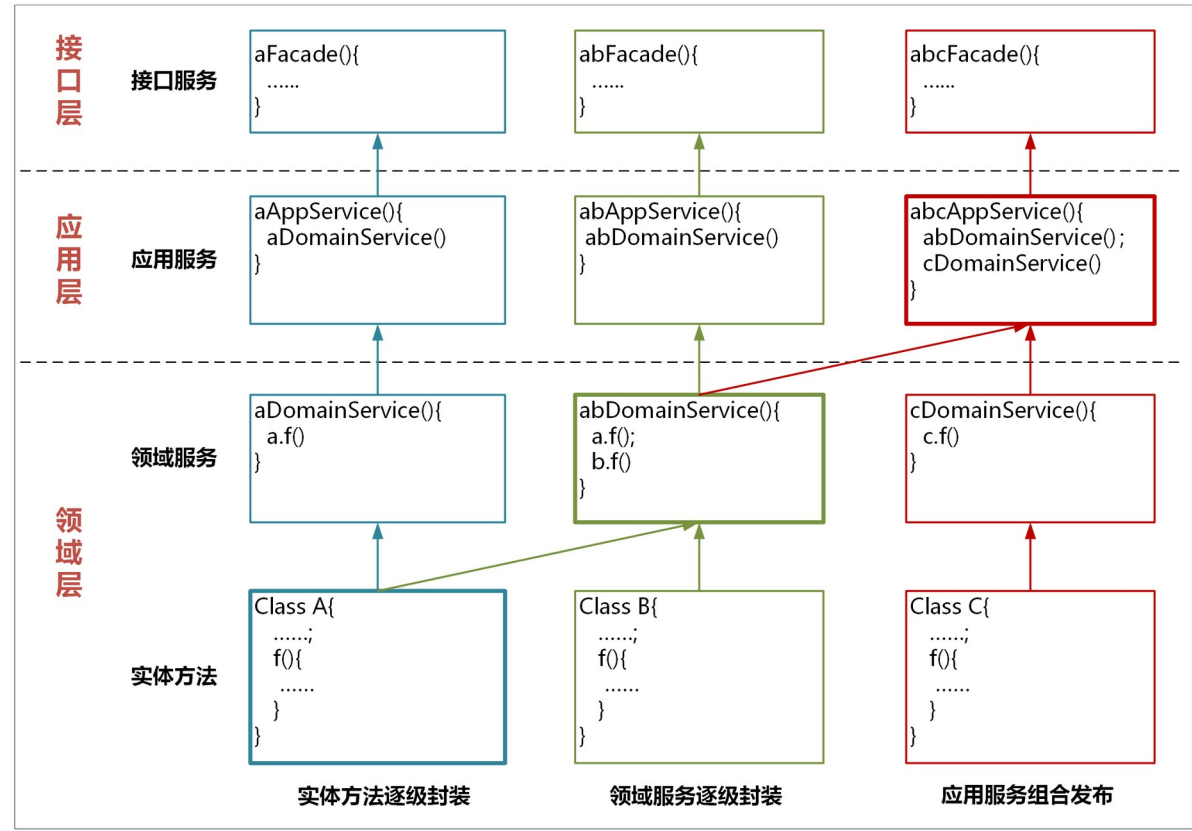 接口层
接口服务
aFacade(){
......
}
abFacade(){
......
}
abcFacade(){
......
}
应用层
应用服务
aAppService(){
aDomainService()
}
abAppService(){
abDomainService()
}
abcAppService(){
abDomainService();
cDomainService()
}
领域层
领域服务
aDomainService(){
a.f()
}
abDomainService(){
a.f();
b.f()
}
cDomainService(){
c.f()
}
实体方法
Class A{
......;
f(){
......
}
}
Class B{
......;
f(){
......
}
}
Class C{
......;
f(){
......
}
}
实体方法逐级封装
领域服务逐级封装
应用服务组合发布